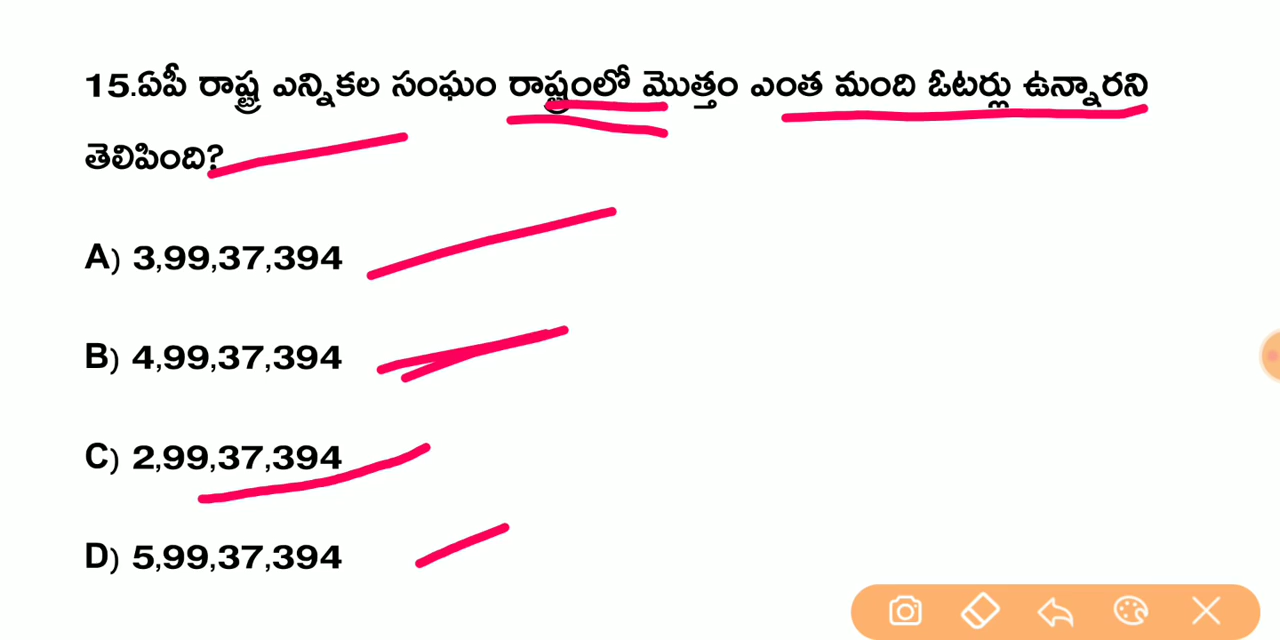 15.ఏపీ రాష్ట్ర ఎన్నికల సంఘం రాష్ట్రంలో మొత్తం ఎంత మంది ఓటర్లు ఉన్నారని
తెలిపింది?
A) 3,99,37,394
B) 4,99,37,394
C) 2,99,37,394
D) 5,99,37,394